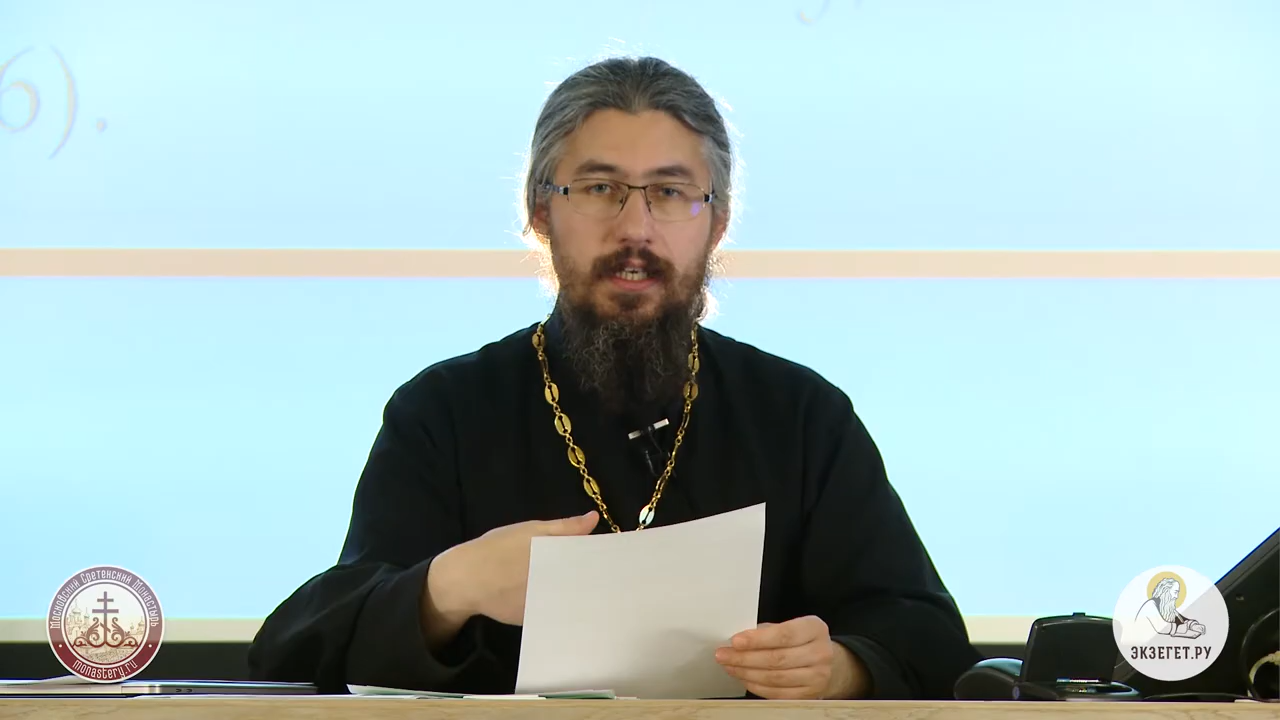 6).
Московский Сретенский Монастырь
monastery.ru
ЭКЗЕГЕТ.РУ